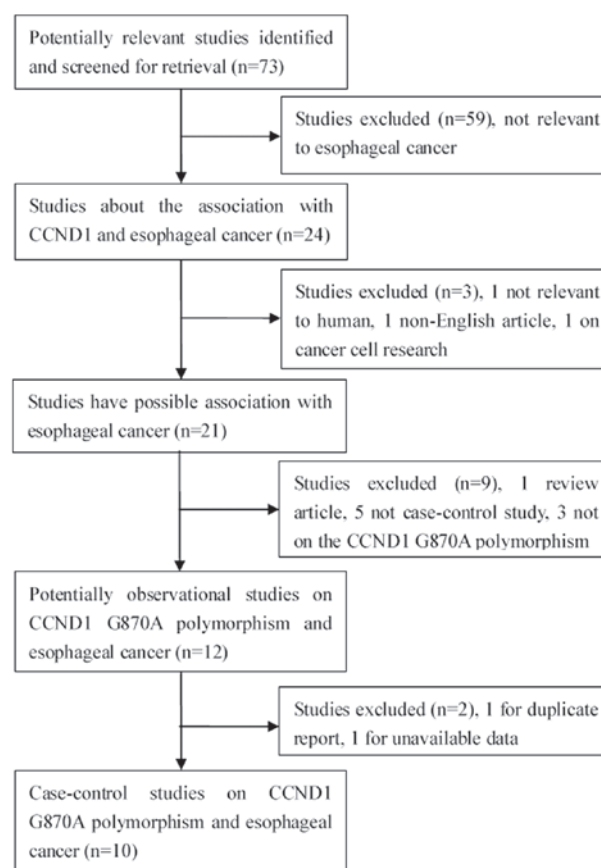 Potentially relevant studies identified
and screened for retrieval (n=73)
Studies excluded (n=59), not relevant
to esophageal cancer
Studies about the association with
CCND1 and esophageal cancer (n=24)
Studies excluded (n=3), 1 not relevant
to human, 1 non-English article, 1 on
cancer cell research
Studies have possible association with
esophageal cancer (n=21)
Studies excluded (n=9), 1 review
article, 5 not case-control study, 3 not
on the CCND1 G870A polymorphism
Potentially observational studies on
CCND1 G870A polymorphism and
esophageal cancer (n=12)
Studies excluded (n=2), 1 for duplicate
report, 1 for unavailable data
Case-control studies on CCND1
G870A polymorphism and esophageal
cancer (n=10)